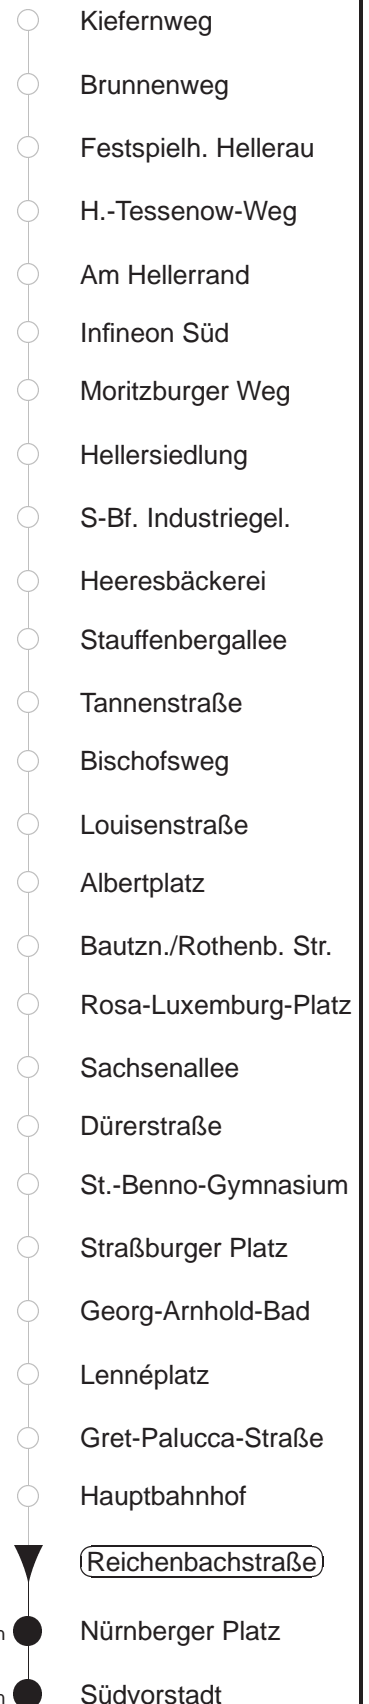 Kiefernweg
Brunnenweg
Festspielh. Hellerau
H.-Tessenow-Weg
Am Hellerrand
Infineon Süd
Moritzburger Weg
Hellersiedlung
S-Bf. Industriegel.
Heeresbäckerei
Stauffenbergallee
Tannenstraße
Bischofsweg
Louisenstraße
Albertplatz
Bautzn./Rothenb. Str.
Rosa-Luxemburg-Platz
Sachsenallee
Dürerstraße
St.-Benno-Gymnasium
Straßburger Platz
Georg-Arnhold-Bad
Lennéplatz
Gret-Palucca-Straße
Hauptbahnhof
Reichenbachstraße
Nürnberger Platz
Südvorstadt